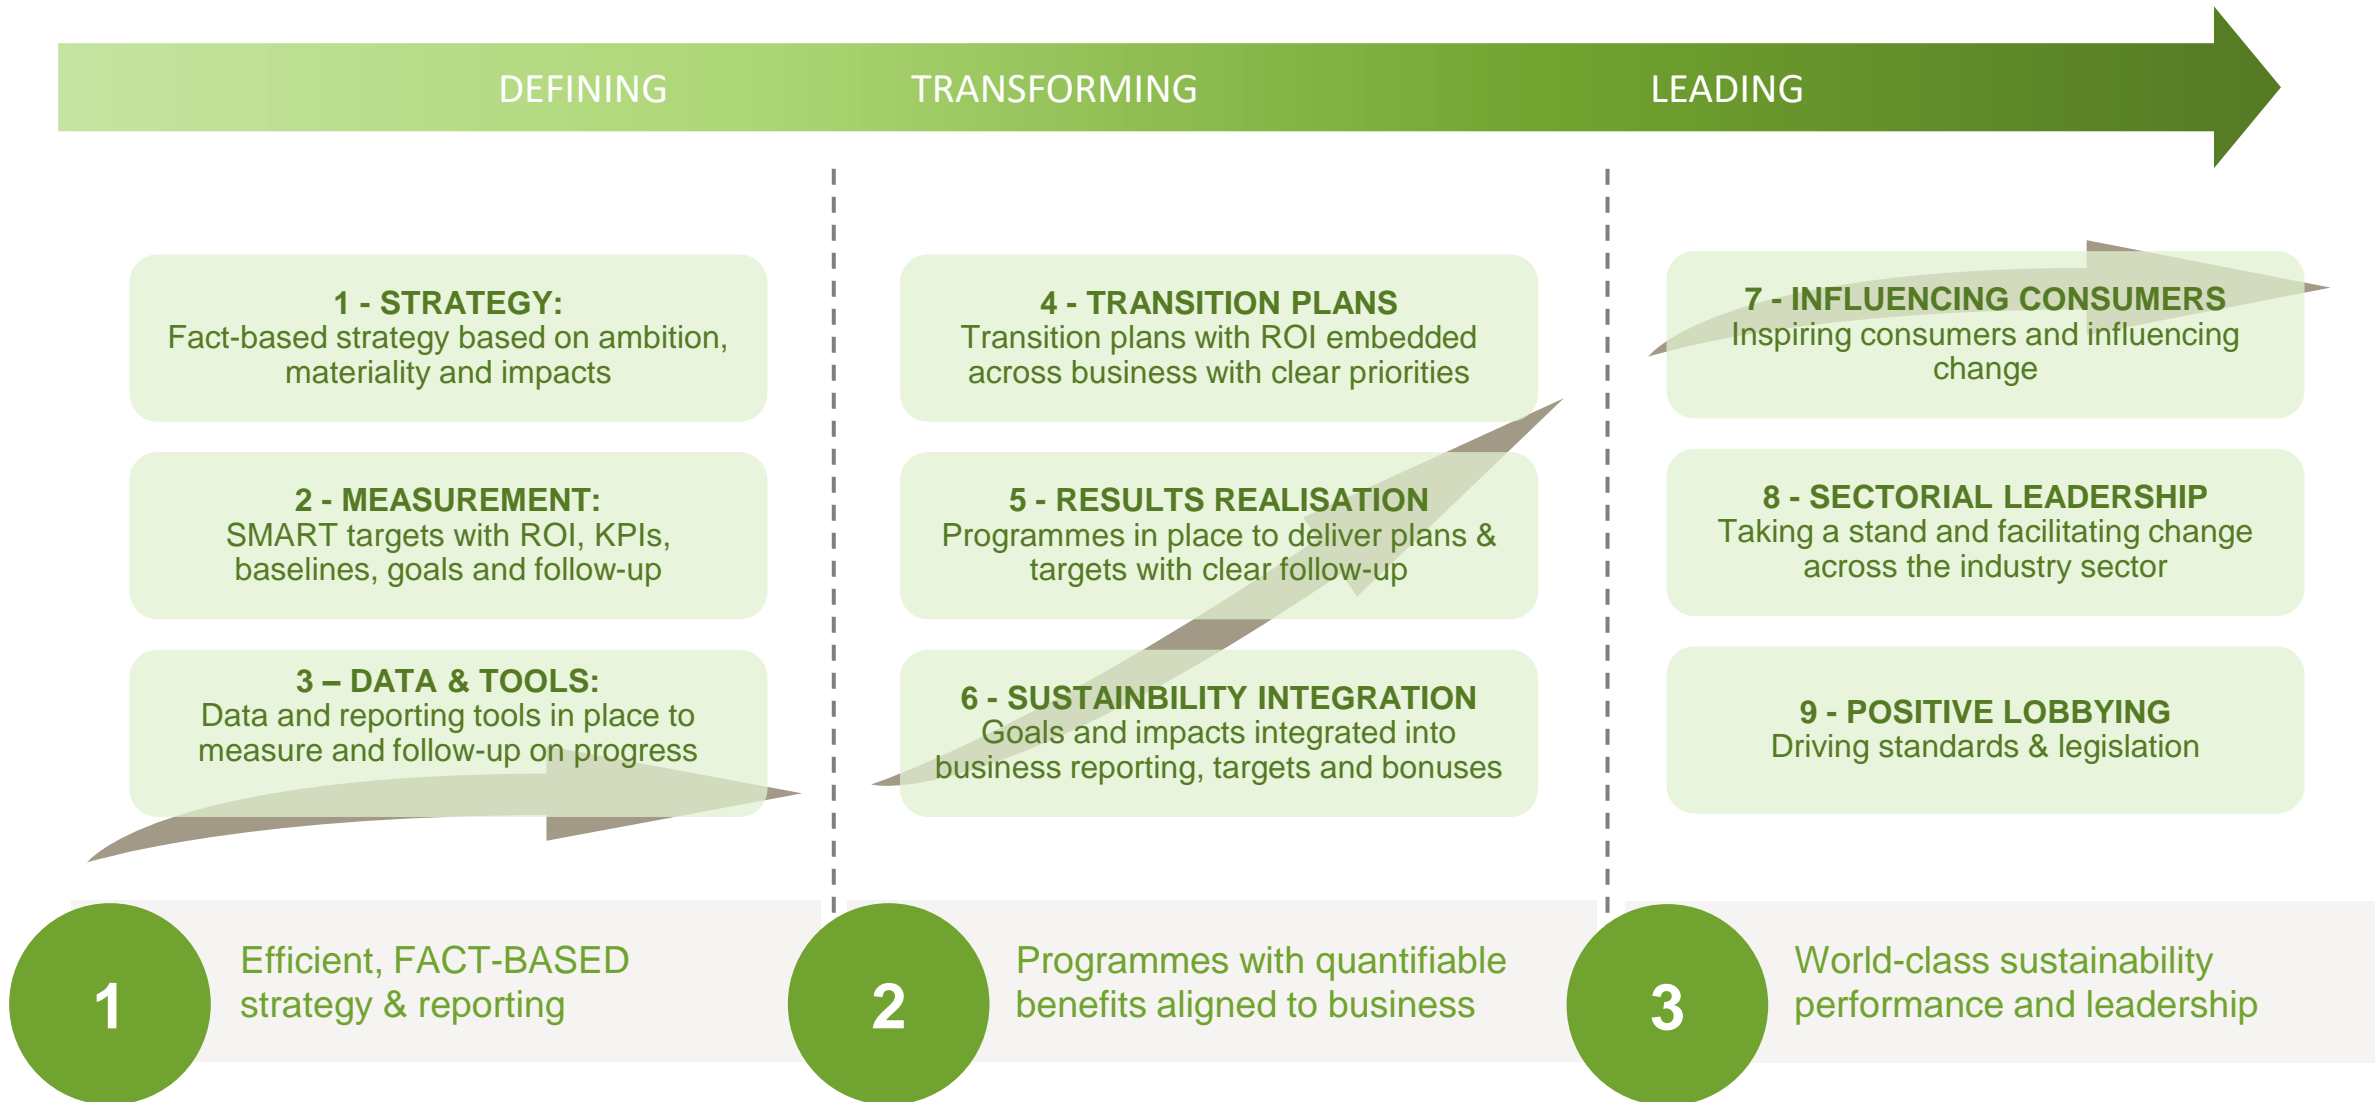 DEFINING
TRANSFORMING
LEADING
1 - STRATEGY:
Fact-based strategy based on ambition,
materiality and impacts
2 - MEASUREMENT:
SMART targets with ROI, KPIs,
baselines, goals and follow-up
3 – DATA & TOOLS:
Data and reporting tools in place to
measure and follow-up on progress
4 - TRANSITION PLANS
Transition plans with ROI embedded
across business with clear priorities
5 - RESULTS REALISATION
Programmes in place to deliver plans &
targets with clear follow-up
6 - SUSTAINBILITY INTEGRATION
Goals and impacts integrated into
business reporting, targets and bonuses
7 - INFLUENCING CONSUMERS
Inspiring consumers and influencing
change
8 - SECTORIAL LEADERSHIP
Taking a stand and facilitating change
across the industry sector
9 - POSITIVE LOBBYING
Driving standards & legislation
1
Efficient, FACT-BASED
strategy & reporting
2
Programmes with quantifiable
benefits aligned to business
3
World-class sustainability
performance and leadership